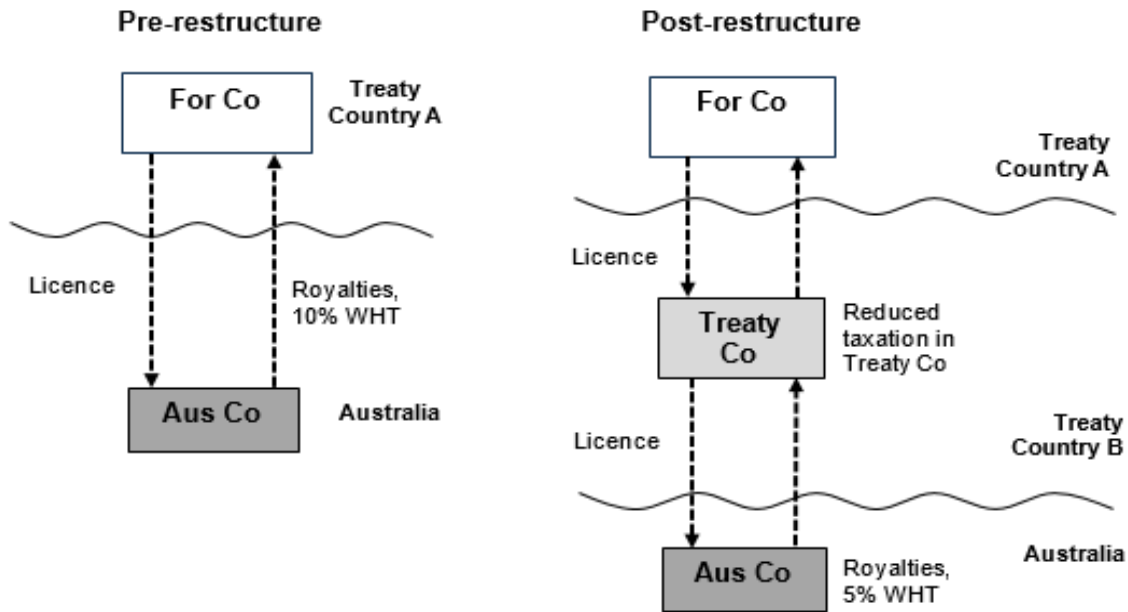 Pre-restructure
For Co
Treaty
Country A
Licence
Royalties,
10% WHT
Aus Co
Australia
Post-restructure
For Co
Treaty
Country A
Licence
Treaty
Co
Reduced
taxation in
Treaty Co
Licence
Treaty
Country B
Aus Co
Royalties,
5% WHT
Australia